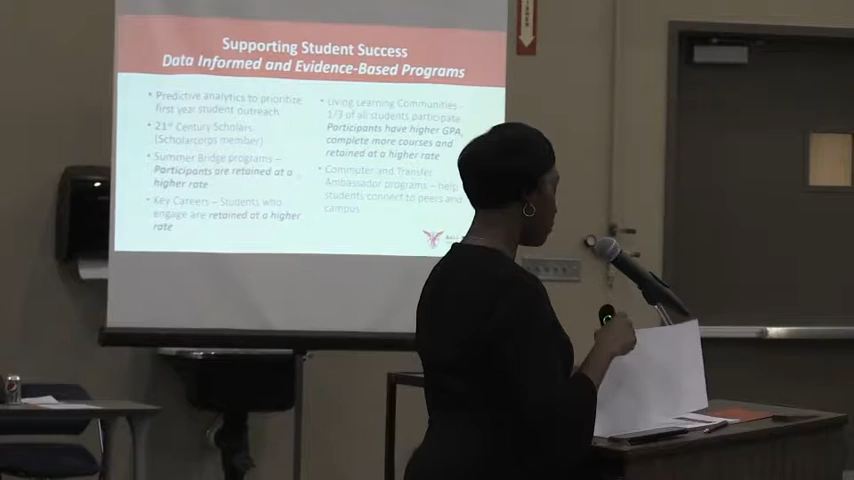 Supporting Student Success
Data Informed and Evidence-Based Programs
• Predictive analytics to prioritize
first year student outreach
• 21st Century Scholars
(Scholarcorps member)
• Summer Bridge programs –
Participants are retained at a
higher rate
• Key Careers – Students who
engage are retained at a higher
rate
• Living Learning Communities -
1/3 of all students participate
Participants have higher GPA,
complete more courses and
retained at a higher rate
• Commuter and Transfer
Ambassador programs – help
students connect to peers and
campus
BALL